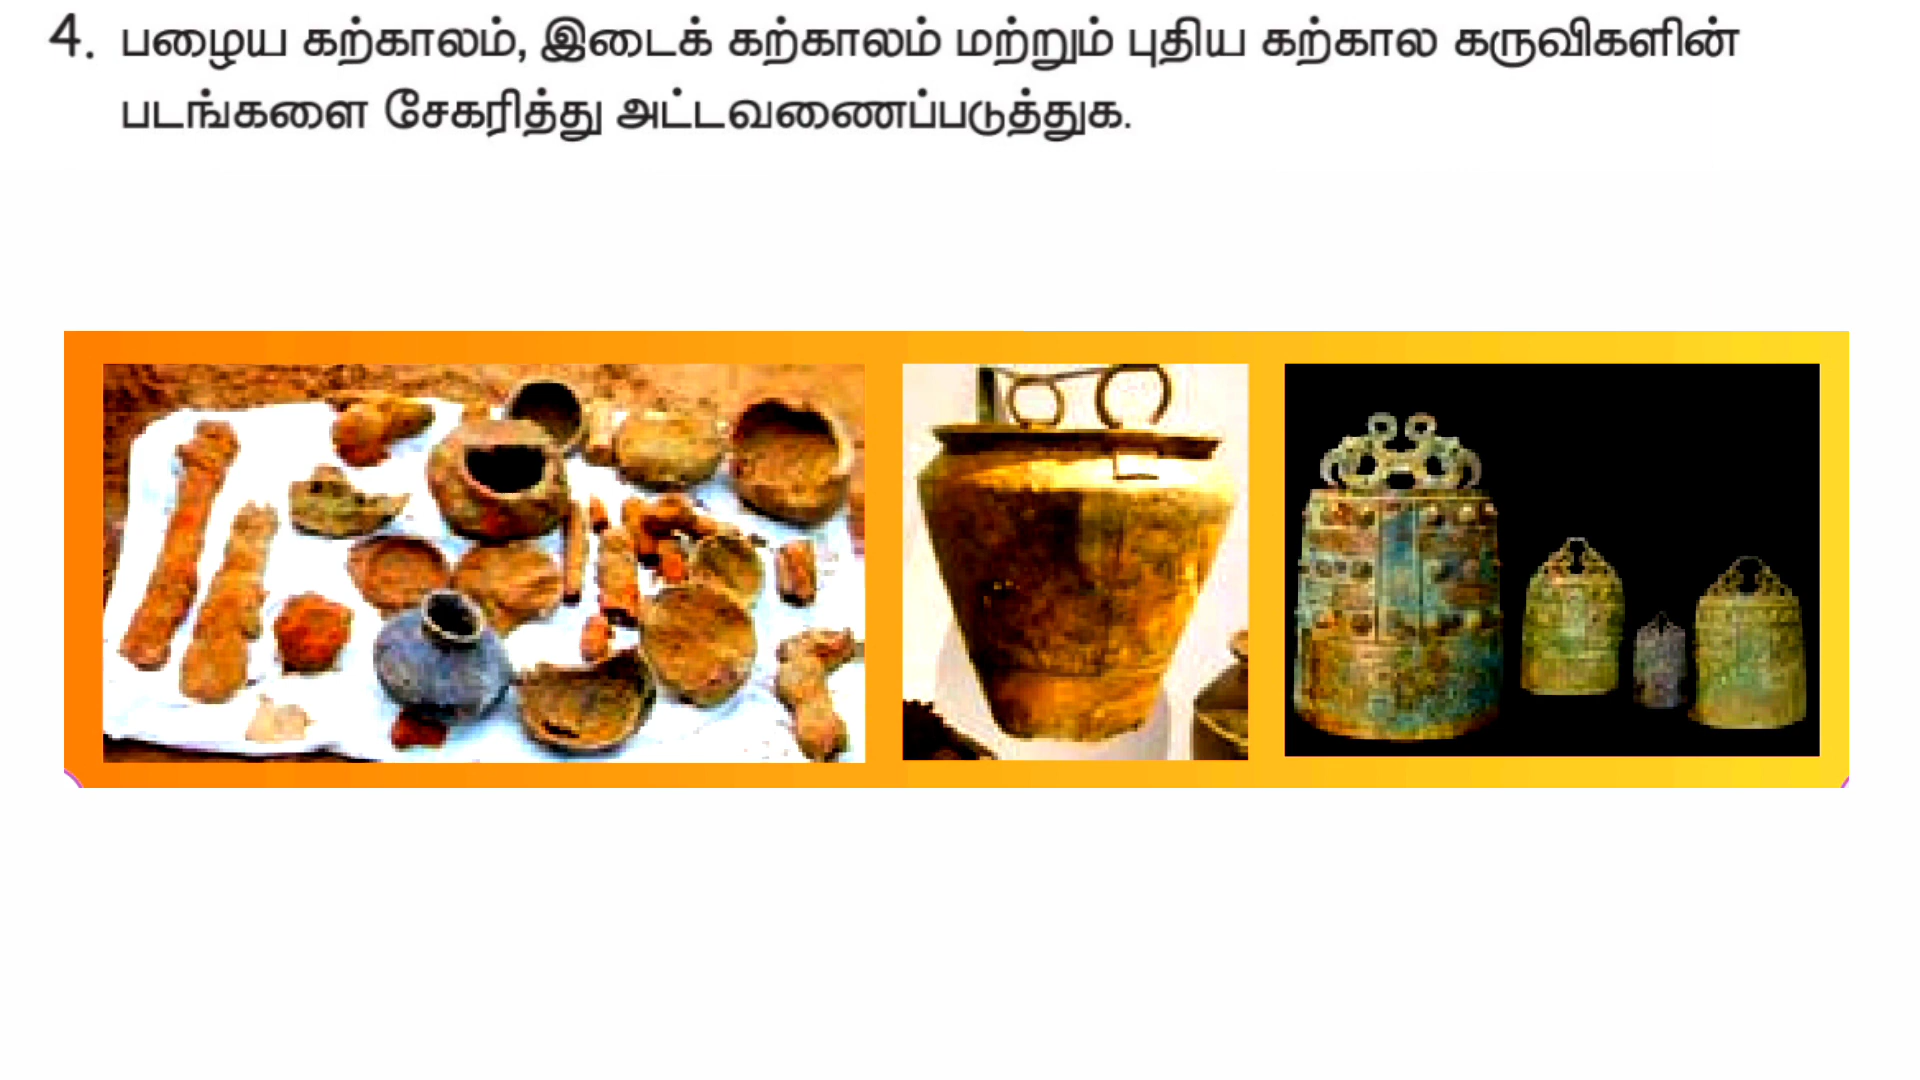 4. பழைய கற்காலம், இடைக் கற்காலம் மற்றும் புதிய கற்கால கருவிகளின்
படங்களை சேகரித்து அட்டவணைப்படுத்துக.